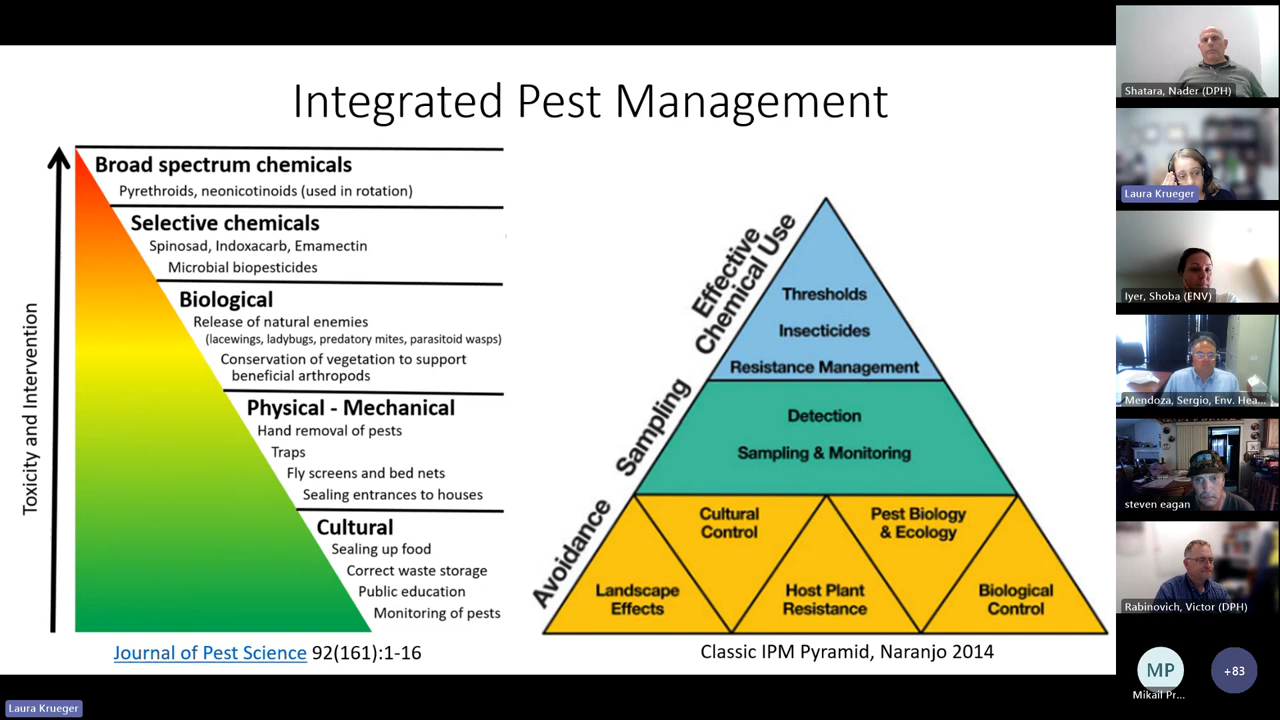 Integrated Pest Management
Toxicity and Intervention
Broad spectrum chemicals
Pyrethroids, neonicotinoids (used in rotation)
Selective chemicals
Spinosad, Indoxacarb, Emamectin
Microbial biopesticides
Biological
Release of natural enemies
(lacewings, ladybugs, predatory mites, parasitoid wasps)
Conservation of vegetation to support
beneficial arthropods
Physical - Mechanical
Hand removal of pests
Traps
Fly screens and bed nets
Sealing entrances to houses
Cultural
Sealing up food
Correct waste storage
Public education
Monitoring of pests
Journal of Pest Science 92(161):1-16
Effective
Chemical Use
Thresholds
Insecticides
Resistance Management
Sampling
Detection
Sampling & Monitoring
Avoidance
Cultural
Control
Pest Biology
& Ecology
Landscape
Effects
Host Plant
Resistance
Biological
Control
Classic IPM Pyramid, Naranjo 2014
Shatara, Nader (DPH)
Laura Krueger
Iyer, Shoba (ENV)
Mendoza, Sergio, Env. Hea...
steven eagan
Rabinovich, Victor (DPH)
MP
Mikail Pr...
+83
Laura Krueger